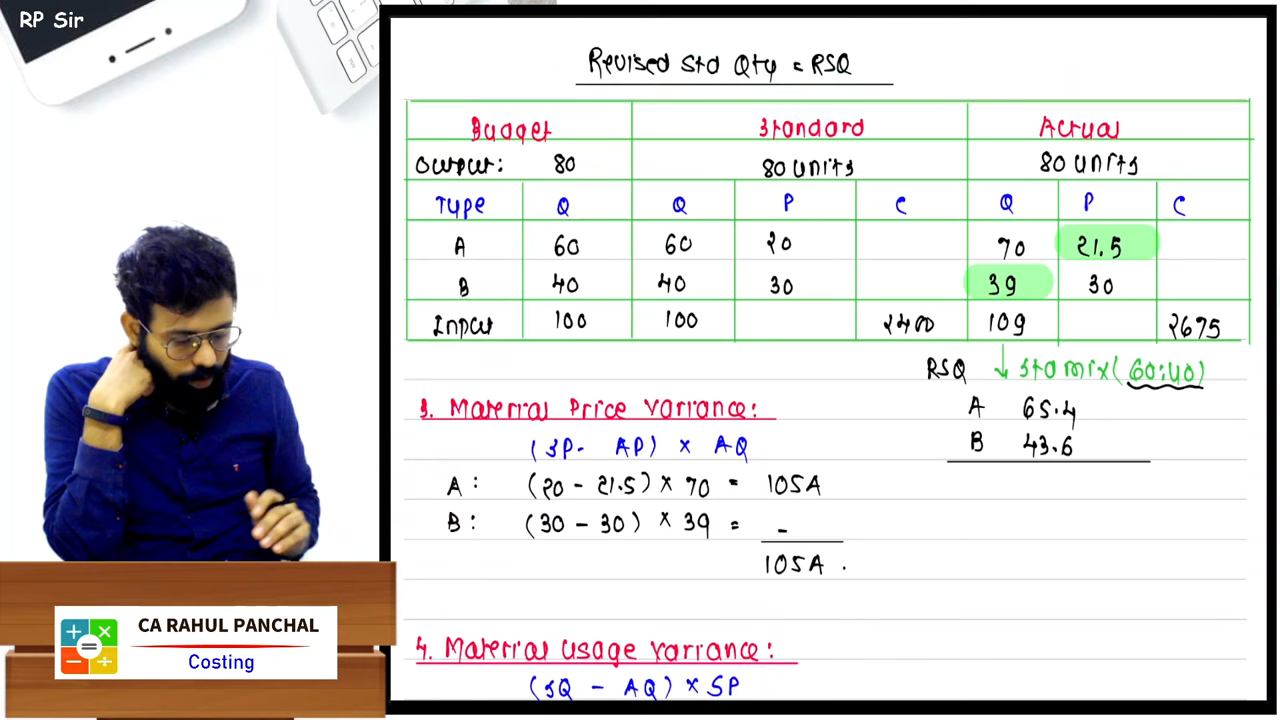 RP Sir
Revised Std Qty = RSQ
Budget Standard Actual
Output: 80 80 units 80 units
Type Q Q P C Q P C
A 60 60 20 70 21.5
B 40 40 30 39 30
Input 100 100 2400 109 2675
RSQ ↓ Std mix (60:40)
A 65.4
B 43.6
3. Material Price Variance:
(SP - AP) × AQ
A: (20 - 21.5) × 70 = 105A
B: (30 - 30) × 39 = -
105A.
4. Material usage variance:
(SQ - AQ) × SP
CA RAHUL PANCHAL
Costing